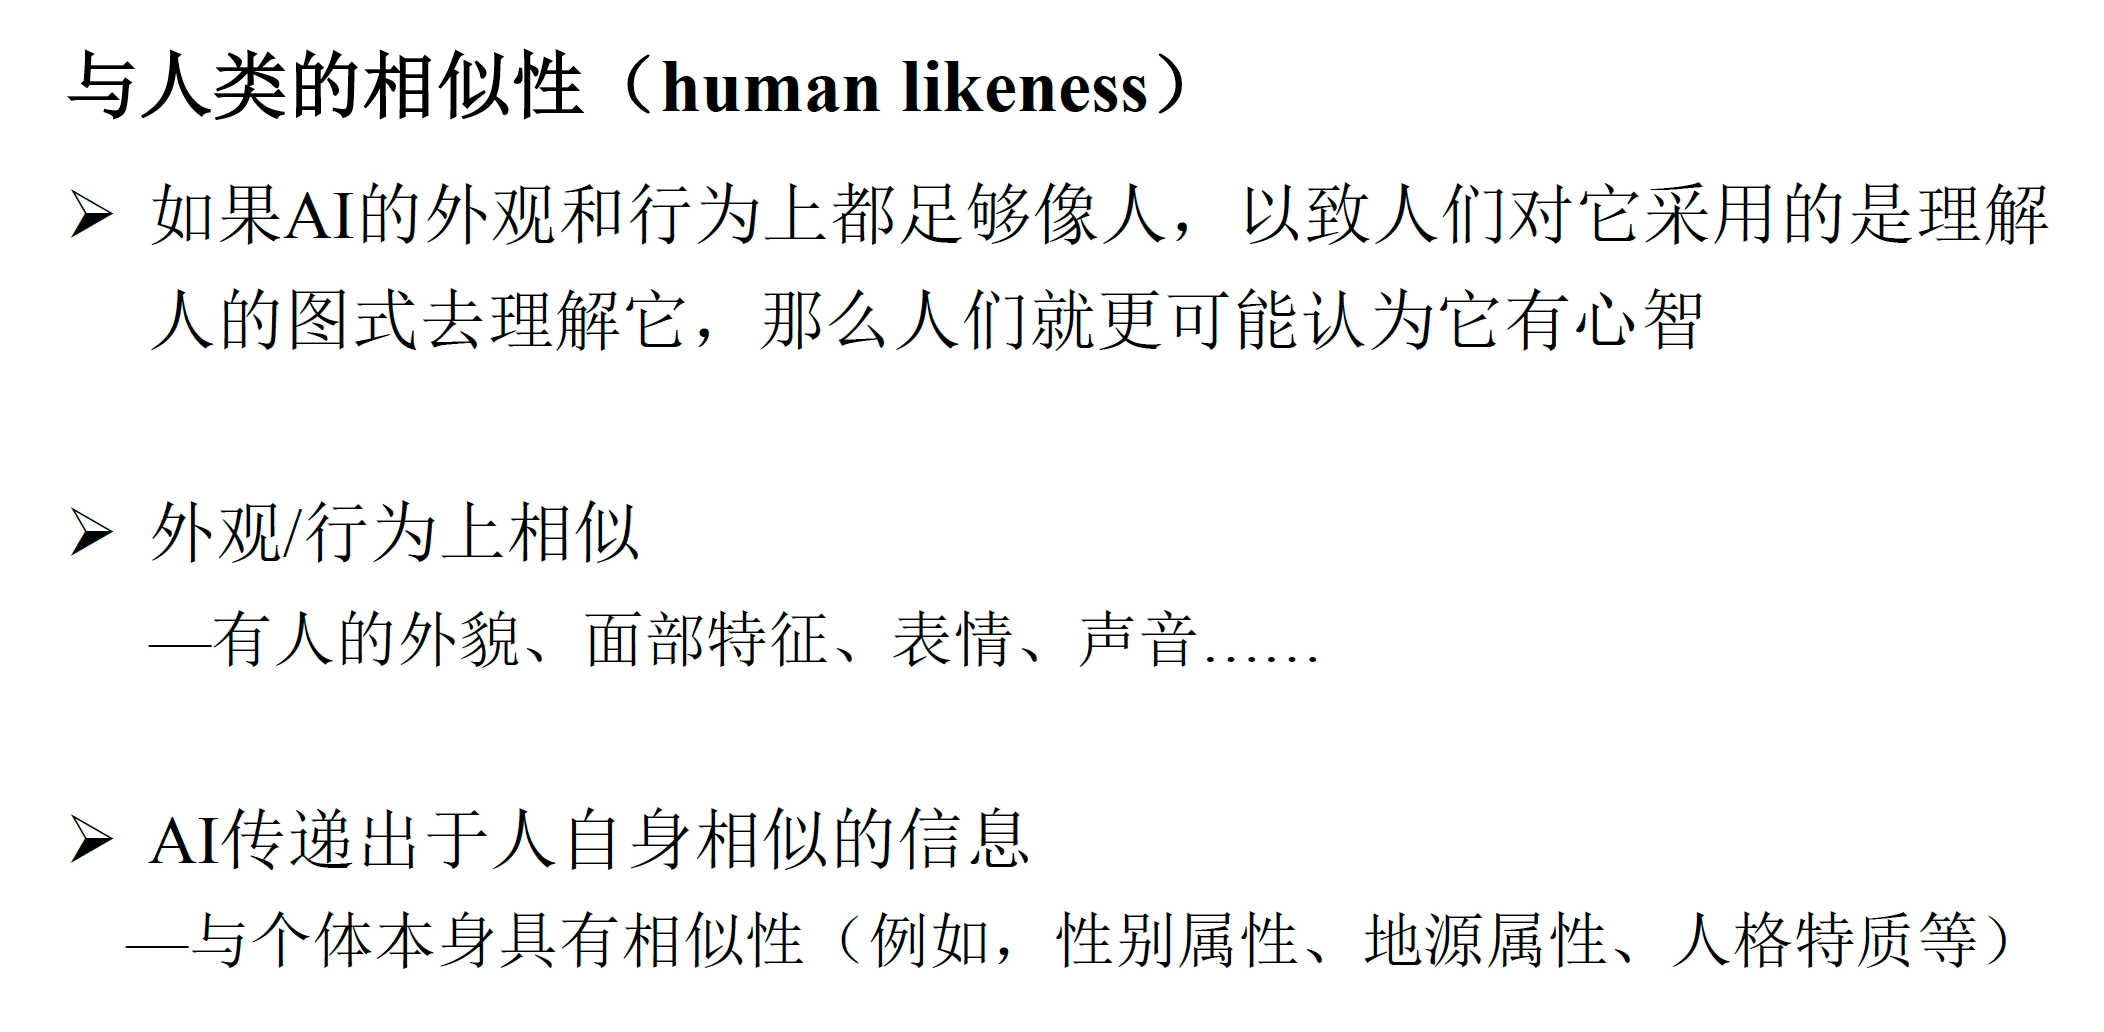 与人类的相似性（human likeness）
➢ 如果AI的外观和行为上都足够像人，以致人们对它采用的是理解
人的图式去理解它，那么人们就更可能认为它有心智
➢ 外观/行为上相似
—有人的外貌、面部特征、表情、声音……
➢ AI传递出于人自身相似的信息
—与个体本身具有相似性（例如，性别属性、地源属性、人格特质等）